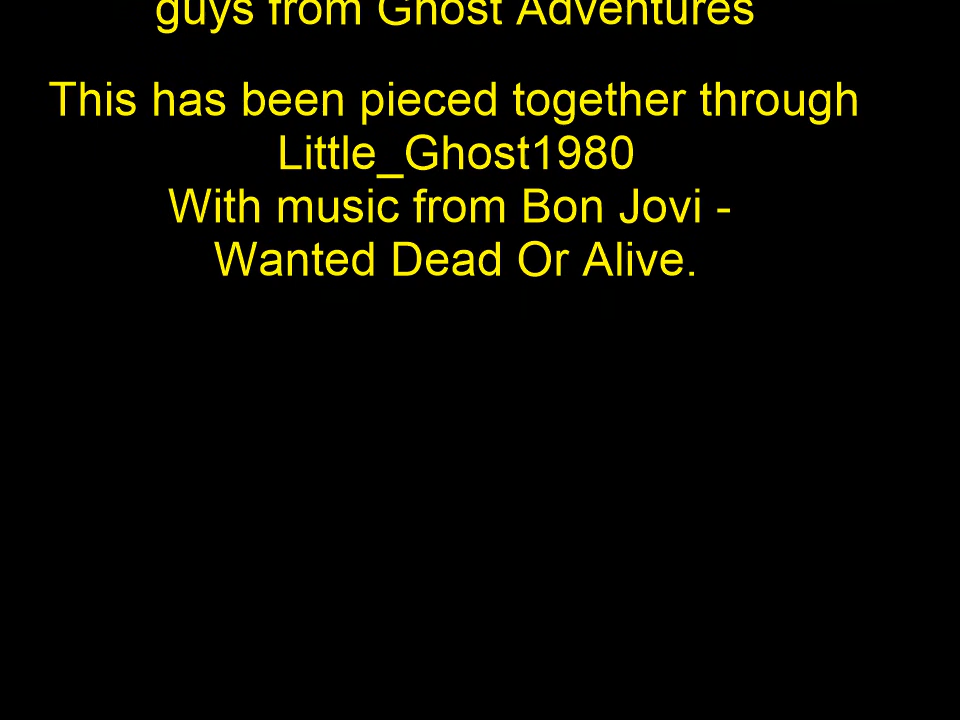 guys from Ghost Adventures
This has been pieced together through
Little_Ghost1980
With music from Bon Jovi -
Wanted Dead Or Alive.